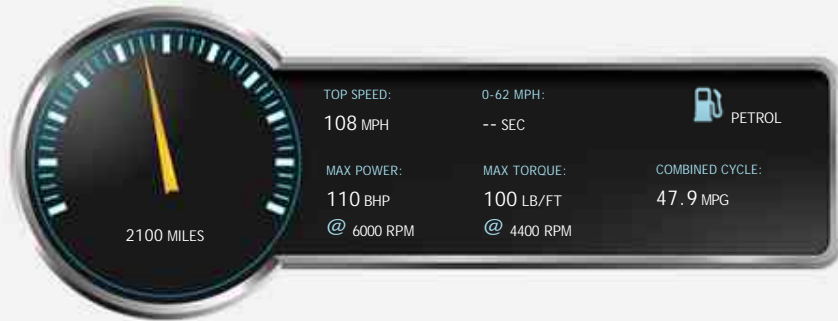 TOP SPEED:
108 MPH
0-62 MPH:
-- SEC
PETROL
MAX POWER:
110 BHP
@ 6000 RPM
MAX TORQUE:
100 LB/FT
@ 4400 RPM
COMBINED CYCLE:
47.9 MPG
2100 MILES